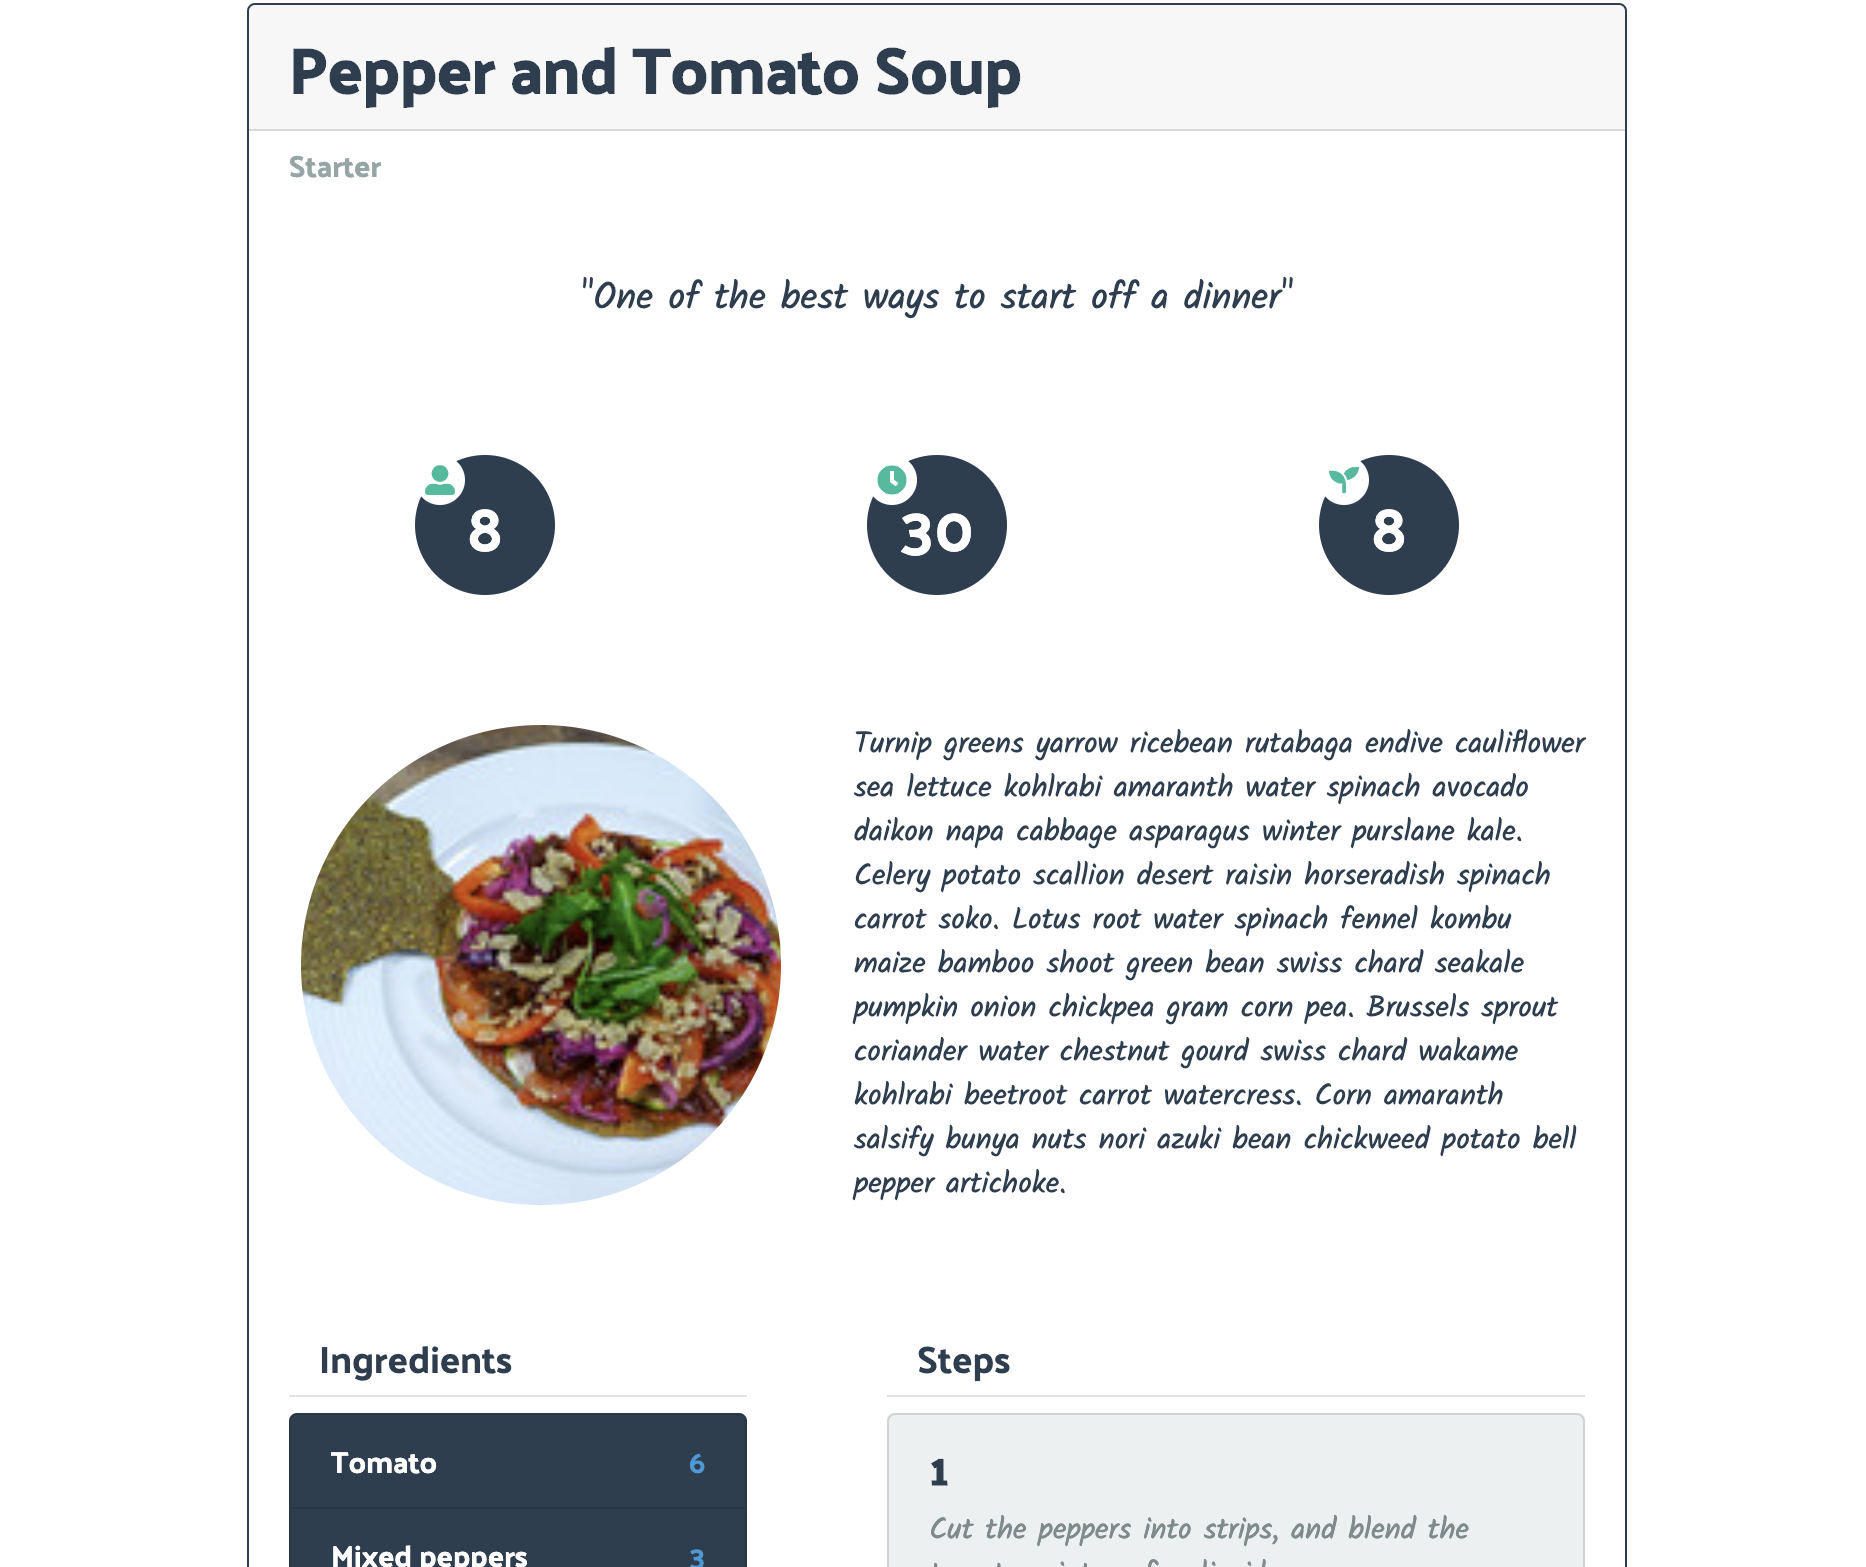 Pepper and Tomato Soup
Starter
"One of the best ways to start off a dinner"
8
30
8
Turnip greens yarrow ricebean rutabaga endive cauliflower
sea lettuce kohlrabi amaranth water spinach avocado
daikon napa cabbage asparagus winter purslane kale.
Celery potato scallion desert raisin horseradish spinach
carrot soko. Lotus root water spinach fennel kombu
maize bamboo shoot green bean swiss chard seakale
pumpkin onion chickpea gram corn pea. Brussels sprout
coriander water chestnut gourd swiss chard wakame
kohlrabi beetroot carrot watercress. Corn amaranth
salsify bunya nuts nori azuki bean chickweed potato bell
pepper artichoke.
Ingredients
Tomato 6
Mixed peppers 3
Steps
1
Cut the peppers into strips, and blend the